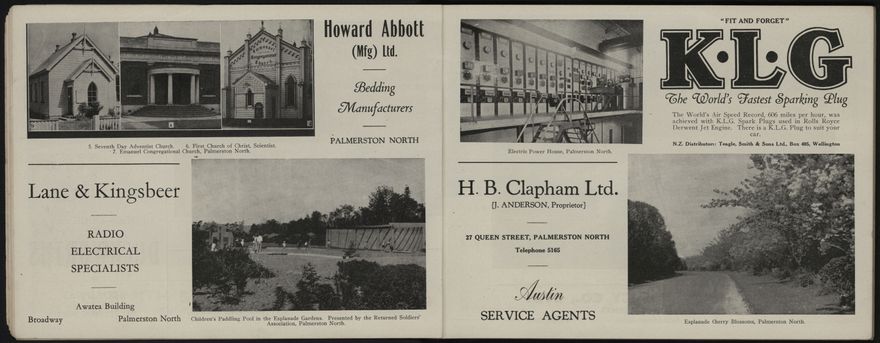 Howard Abbott
(Mfg) Ltd.
Bedding
Manufacturers
PALMERSTON NORTH
5. Seventh Day Adventist Church. 6. First Church of Christ, Scientist.
7. Emanuel Congregational Church, Palmerston North.
Lane & Kingsbeer
RADIO
ELECTRICAL
SPECIALISTS
Awatea Building
Broadway Palmerston North
Children's Paddling Pool in the Esplanade Gardens. Presented by the Returned Soldiers'
Association, Palmerston North.
Electric Power House, Palmerston North.
"FIT AND FORGET"
K·L·G
The World's Fastest Sparking Plug
The World's Air Speed Record, 606 miles per hour, was
achieved with K.L.G. Spark Plugs used in Rolls Royce
Derwent Jet Engine. There is a K.L.G. Plug to suit your
car.
N.Z. Distributors: Teagle, Smith & Sons Ltd., Box 405, Wellington
H. B. Clapham Ltd.
[J. ANDERSON, Proprietor]
27 QUEEN STREET, PALMERSTON NORTH
Telephone 5165
Austin
SERVICE AGENTS
Esplanade Cherry Blossoms, Palmerston North.